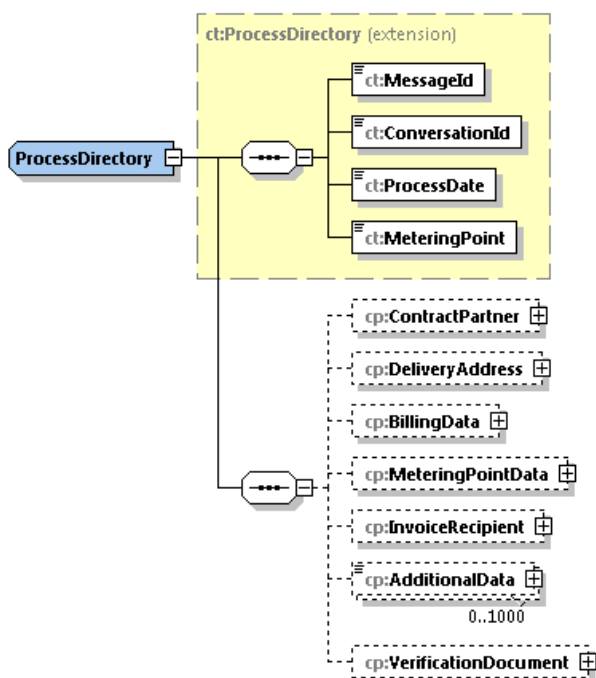 ct:ProcessDirectory (extension)
ct:MessageId
ct:ConversationId
ProcessDirectory
ct:ProcessDate
ct:MeteringPoint
cp:ContractPartner
cp:DeliveryAddress
cp:BillingData
cp:MeteringPointData
cp:InvoiceRecipient
cp:AdditionalData
0..1000
cp:VerificationDocument